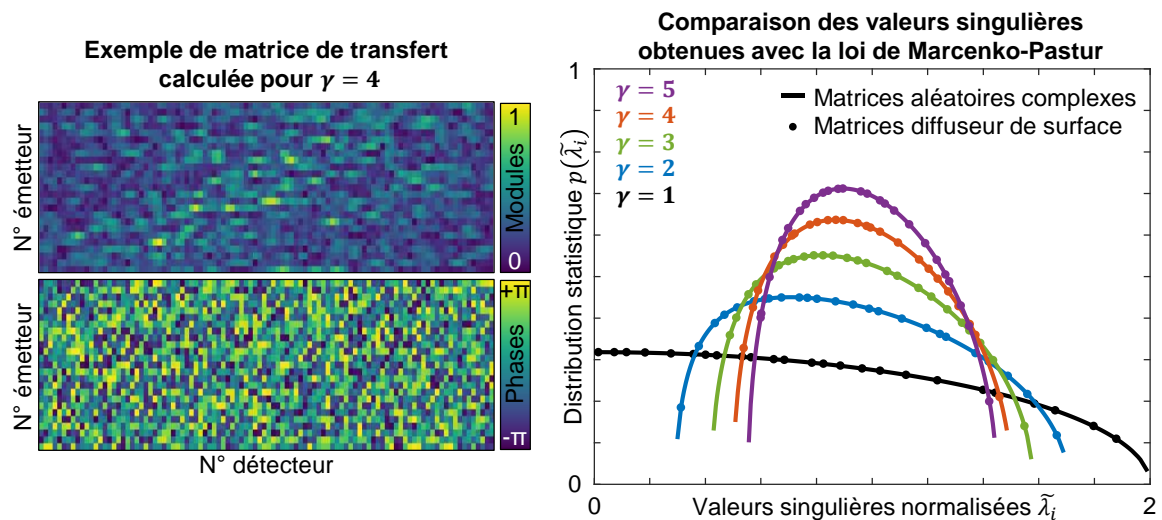 Exemple de matrice de transfert
calculée pour γ = 4
N° émetteur
1
Modules
0
N° émetteur
+π
Phases
-π
N° détecteur
Comparaison des valeurs singulières
obtenues avec la loi de Marcenko-Pastur
1
γ = 5
γ = 4
γ = 3
γ = 2
γ = 1
Matrices aléatoires complexes
Matrices diffuseur de surface
Distribution statistique p(λ̃ᵢ)
0
0
Valeurs singulières normalisées λ̃ᵢ
2